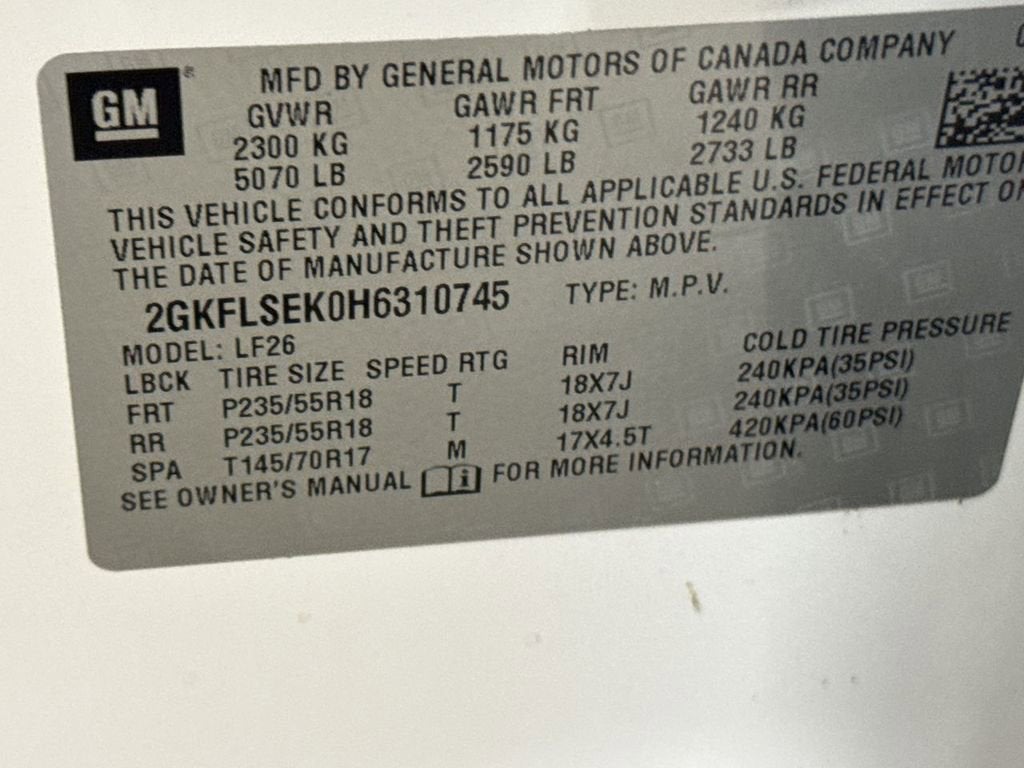 GM ®
MFD BY GENERAL MOTORS OF CANADA COMPANY
GVWR GAWR FRT GAWR RR
2300 KG 1175 KG 1240 KG
5070 LB 2590 LB 2733 LB
THIS VEHICLE CONFORMS TO ALL APPLICABLE U.S. FEDERAL MOTOR
VEHICLE SAFETY AND THEFT PREVENTION STANDARDS IN EFFECT ON
THE DATE OF MANUFACTURE SHOWN ABOVE.
2GKFLSEK0H6310745 TYPE: M.P.V.
MODEL: LF26
LBCK TIRE SIZE SPEED RTG RIM COLD TIRE PRESSURE
FRT P235/55R18 T 18X7J 240KPA(35PSI)
RR P235/55R18 T 18X7J 240KPA(35PSI)
SPA T145/70R17 M 17X4.5T 420KPA(60PSI)
SEE OWNER'S MANUAL i FOR MORE INFORMATION.